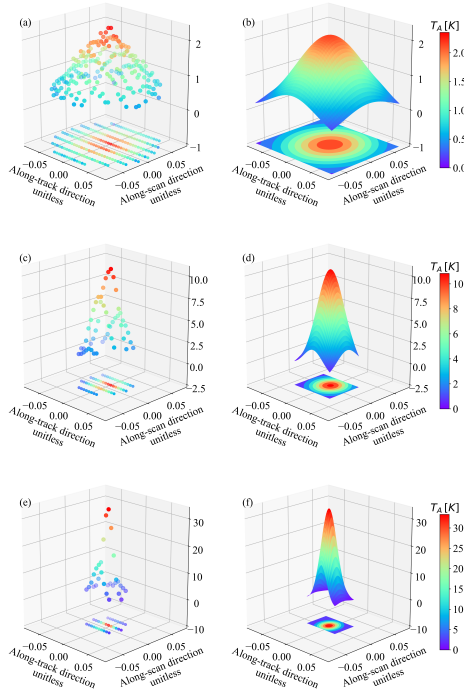 (a)
2
1
0
−1
−0.05
0.00
0.05
Along-track direction
unitless
−0.05
0.00
0.05
Along-scan direction
unitless
(b)
2
1
0
−1
−0.05
0.00
0.05
Along-track direction
unitless
−0.05
0.00
0.05
Along-scan direction
unitless
T_A [K]
2.0
1.5
1.0
0.5
0.0
(c)
10.0
7.5
5.0
2.5
0.0
−2.5
−0.05
0.00
0.05
Along-track direction
unitless
−0.05
0.00
0.05
Along-scan direction
unitless
(d)
10.0
7.5
5.0
2.5
0.0
−2.5
−0.05
0.00
0.05
Along-track direction
unitless
−0.05
0.00
0.05
Along-scan direction
unitless
T_A [K]
10
8
6
4
2
0
(e)
30
20
10
0
−10
−0.05
0.00
0.05
Along-track direction
unitless
−0.05
0.00
0.05
Along-scan direction
unitless
(f)
30
20
10
0
−10
−0.05
0.00
0.05
Along-track direction
unitless
−0.05
0.00
0.05
Along-scan direction
unitless
T_A [K]
30
25
20
15
10
5
0